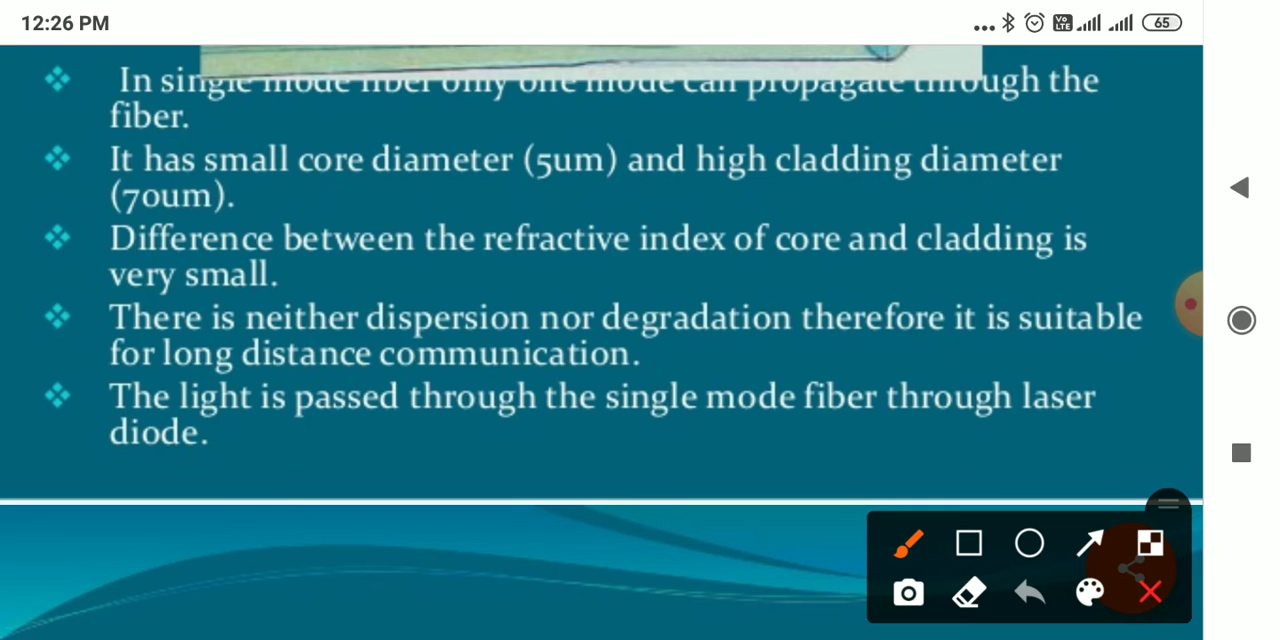 12:26 PM
Vo LTE
65
In single mode fiber only one mode can propagate through the
fiber.
It has small core diameter (5um) and high cladding diameter
(70um).
Difference between the refractive index of core and cladding is
very small.
There is neither dispersion nor degradation therefore it is suitable
for long distance communication.
The light is passed through the single mode fiber through laser
diode.